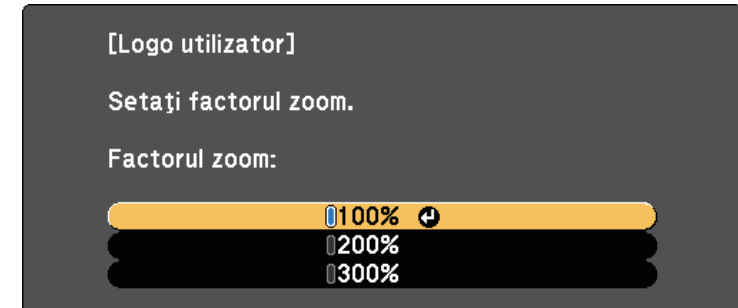 [Logo utilizator]
Setaţi factorul zoom.
Factorul zoom:
100%
200%
300%